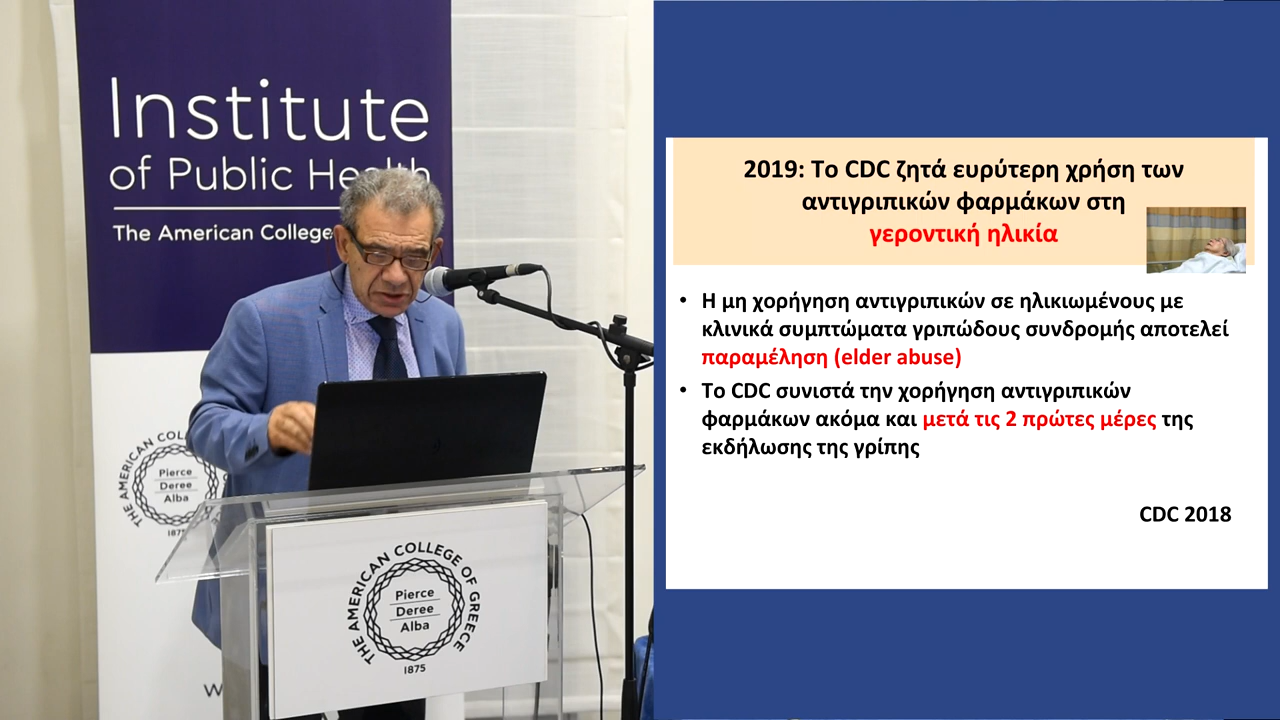 Institute
of Public Health
The American College
THE AMERICAN COL
Pierce
Deree
Alba
1875
W
THE AMERICAN COLLEGE OF GREECE
Pierce
Deree
Alba
1875
2019: Το CDC ζητά ευρύτερη χρήση των
αντιγριπικών φαρμάκων στη
γεροντική ηλικία
• Η μη χορήγηση αντιγριπικών σε ηλικιωμένους με
κλινικά συμπτώματα γριπώδους συνδρομής αποτελεί
παραμέληση (elder abuse)
• Το CDC συνιστά την χορήγηση αντιγριπικών
φαρμάκων ακόμα και μετά τις 2 πρώτες μέρες της
εκδήλωσης της γρίπης
CDC 2018